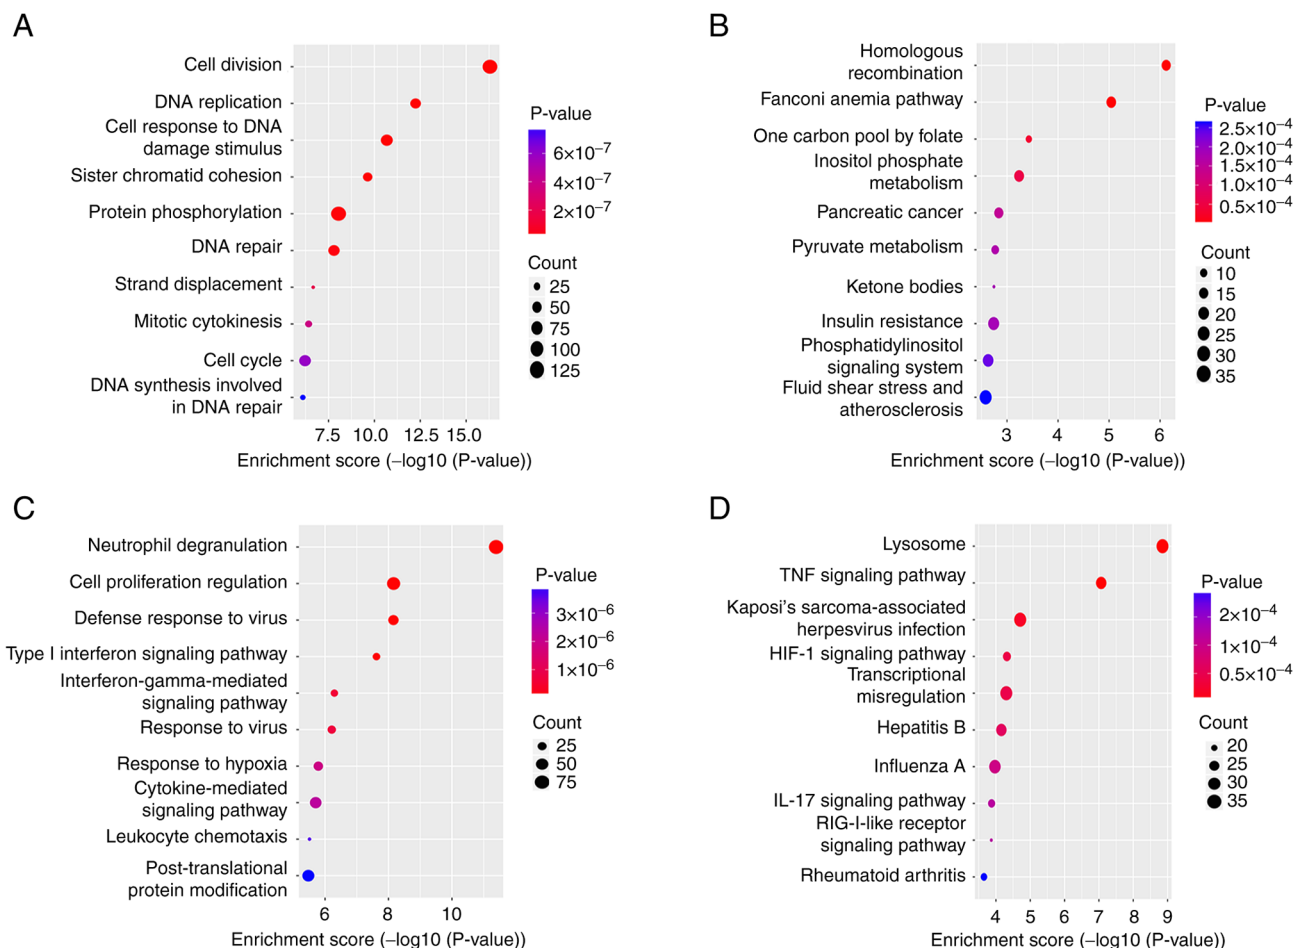 A
Cell division
DNA replication
Cell response to DNA
damage stimulus
Sister chromatid cohesion
Protein phosphorylation
DNA repair
Strand displacement
Mitotic cytokinesis
Cell cycle
DNA synthesis involved
in DNA repair
7.5 10.0 12.5 15.0
Enrichment score (−log10 (P-value))
P-value
6×10⁻⁷
4×10⁻⁷
2×10⁻⁷
Count
25
50
75
100
125
B
Homologous
recombination
Fanconi anemia pathway
One carbon pool by folate
Inositol phosphate
metabolism
Pancreatic cancer
Pyruvate metabolism
Ketone bodies
Insulin resistance
Phosphatidylinositol
signaling system
Fluid shear stress and
atherosclerosis
3 4 5 6
Enrichment score (−log10 (P-value))
P-value
2.5×10⁻⁴
2.0×10⁻⁴
1.5×10⁻⁴
1.0×10⁻⁴
0.5×10⁻⁴
Count
10
15
20
25
30
35
C
Neutrophil degranulation
Cell proliferation regulation
Defense response to virus
Type I interferon signaling pathway
Interferon-gamma-mediated
signaling pathway
Response to virus
Response to hypoxia
Cytokine-mediated
signaling pathway
Leukocyte chemotaxis
Post-translational
protein modification
6 8 10
Enrichment score (−log10 (P-value))
P-value
3×10⁻⁶
2×10⁻⁶
1×10⁻⁶
Count
25
50
75
D
Lysosome
TNF signaling pathway
Kaposi's sarcoma-associated
herpesvirus infection
HIF-1 signaling pathway
Transcriptional
misregulation
Hepatitis B
Influenza A
IL-17 signaling pathway
RIG-I-like receptor
signaling pathway
Rheumatoid arthritis
4 5 6 7 8 9
Enrichment score (−log10 (P-value))
P-value
2×10⁻⁴
1×10⁻⁴
0.5×10⁻⁴
Count
20
25
30
35